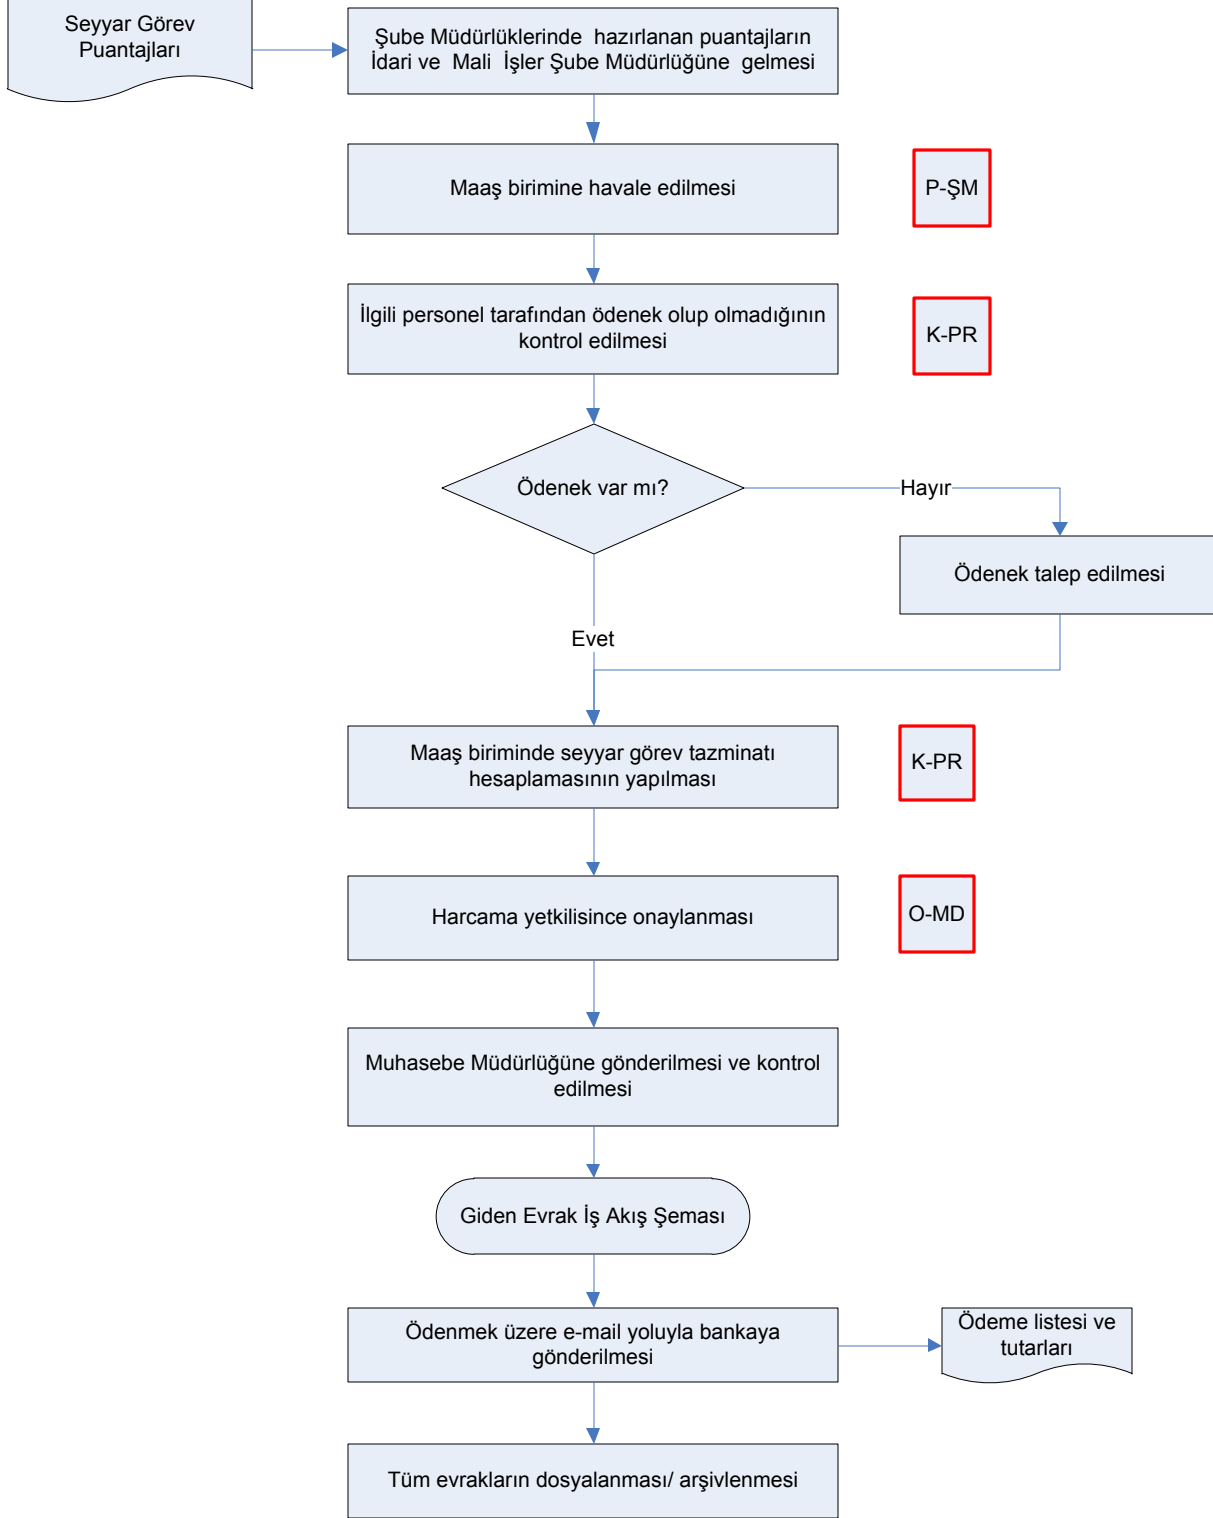 Seyyar Görev
Puantajları
Şube Müdürlüklerinde hazırlanan puantajların
İdari ve Mali İşler Şube Müdürlüğüne gelmesi
Maaş birimine havale edilmesi
P-ŞM
İlgili personel tarafından ödenek olup olmadığının
kontrol edilmesi
K-PR
Ödenek var mı?
Hayır
Ödenek talep edilmesi
Evet
Maaş biriminde seyyar görev tazminatı
hesaplamasının yapılması
K-PR
Harcama yetkilisince onaylanması
O-MD
Muhasebe Müdürlüğüne gönderilmesi ve kontrol
edilmesi
Giden Evrak İş Akış Şeması
Ödenmek üzere e-mail yoluyla bankaya
gönderilmesi
Ödeme listesi ve
tutarları
Tüm evrakların dosyalanması/ arşivlenmesi